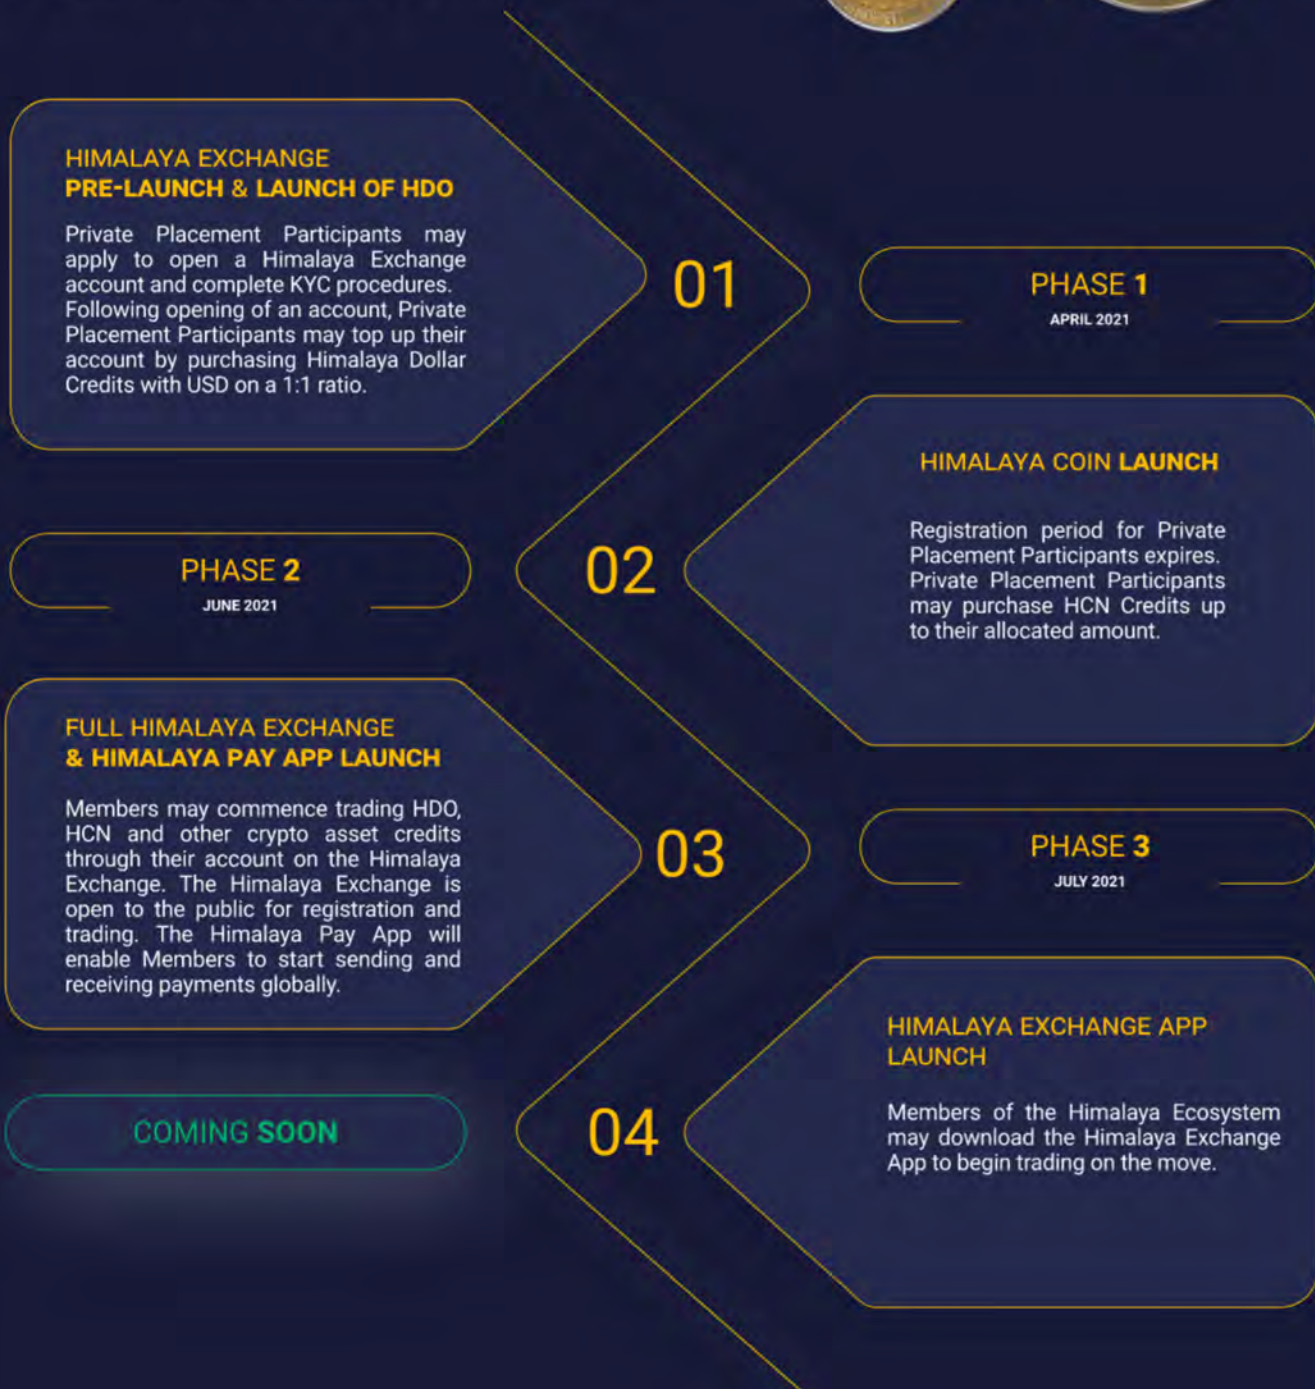 HIMALAYA EXCHANGE
PRE-LAUNCH & LAUNCH OF HDO
Private Placement Participants may
apply to open a Himalaya Exchange
account and complete KYC procedures.
Following opening of an account, Private
Placement Participants may top up their
account by purchasing Himalaya Dollar
Credits with USD on a 1:1 ratio.
01
PHASE 1
APRIL 2021
PHASE 2
JUNE 2021
02
HIMALAYA COIN LAUNCH
Registration period for Private
Placement Participants expires.
Private Placement Participants
may purchase HCN Credits up
to their allocated amount.
FULL HIMALAYA EXCHANGE
& HIMALAYA PAY APP LAUNCH
Members may commence trading HDO,
HCN and other crypto asset credits
through their account on the Himalaya
Exchange. The Himalaya Exchange is
open to the public for registration and
trading. The Himalaya Pay App will
enable Members to start sending and
receiving payments globally.
03
PHASE 3
JULY 2021
COMING SOON
04
HIMALAYA EXCHANGE APP
LAUNCH
Members of the Himalaya Ecosystem
may download the Himalaya Exchange
App to begin trading on the move.